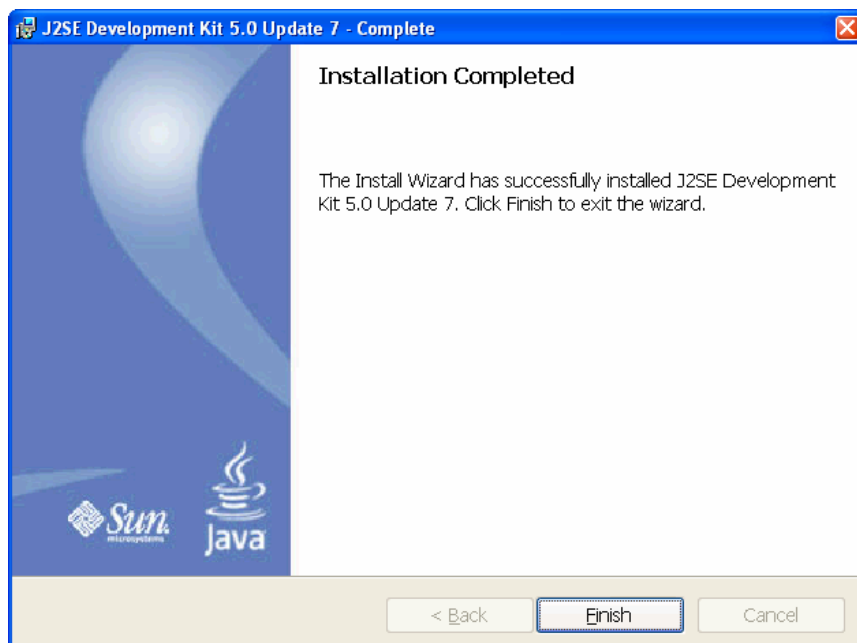 J2SE Development Kit 5.0 Update 7 - Complete
Installation Completed
The Install Wizard has successfully installed J2SE Development
Kit 5.0 Update 7. Click Finish to exit the wizard.
Sun
microsystems
Java
< Back
Finish
Cancel